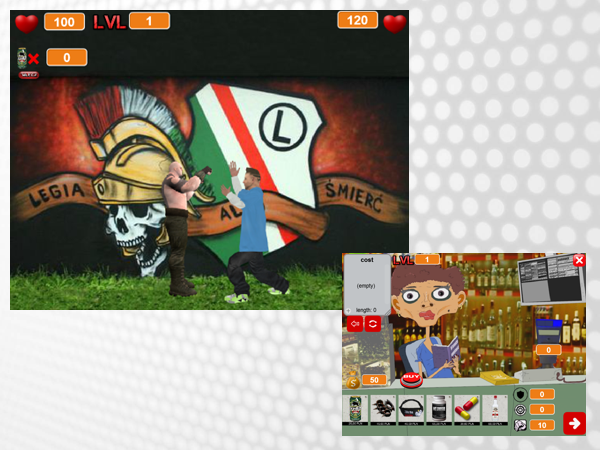 100 LVL 1 120
0
L
LEGIA
ŚMIERĆ
cost
LVL 1
(empty)
length: 0
0
50
BUY
0
0
10